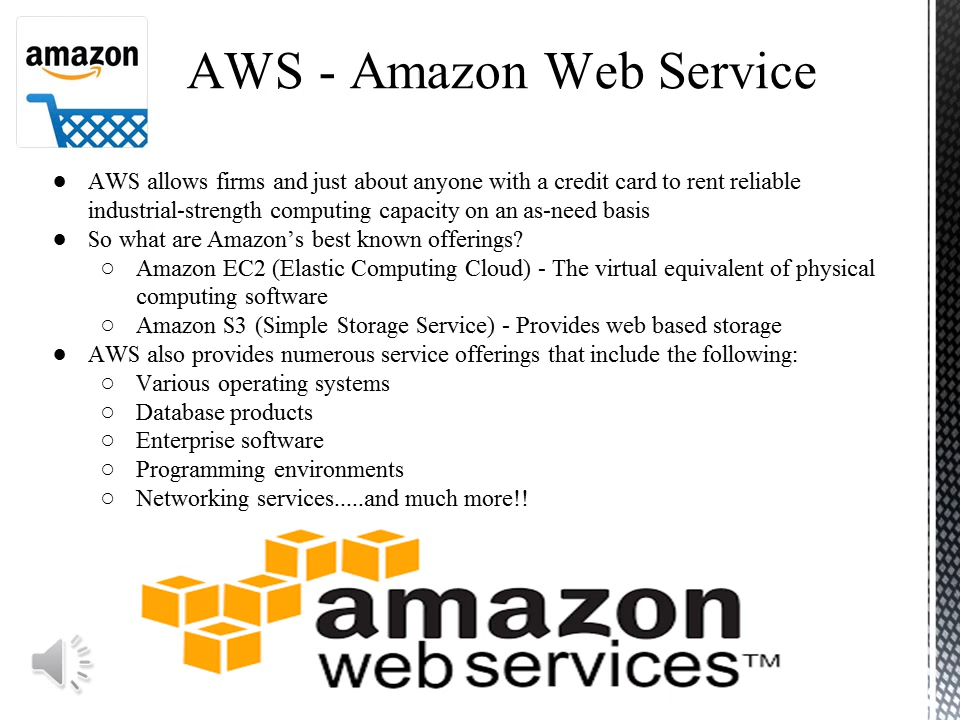 amazon
AWS - Amazon Web Service
● AWS allows firms and just about anyone with a credit card to rent reliable
industrial-strength computing capacity on an as-need basis
● So what are Amazon’s best known offerings?
○ Amazon EC2 (Elastic Computing Cloud) - The virtual equivalent of physical
computing software
○ Amazon S3 (Simple Storage Service) - Provides web based storage
● AWS also provides numerous service offerings that include the following:
○ Various operating systems
○ Database products
○ Enterprise software
○ Programming environments
○ Networking services.....and much more!!
amazon
web services™